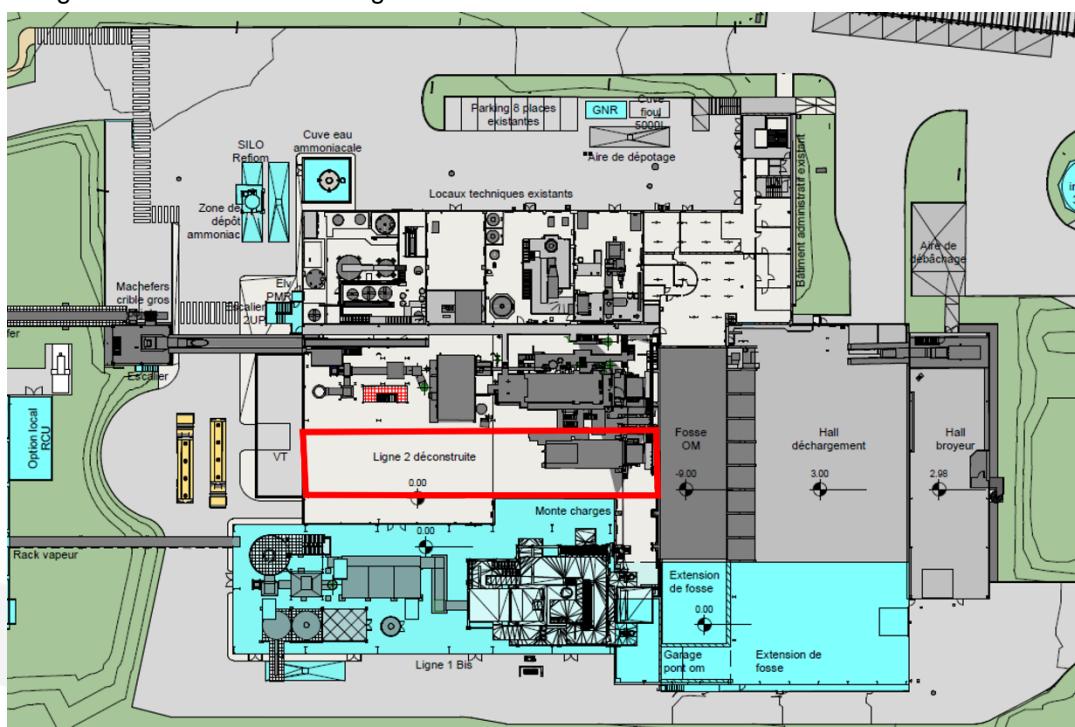 Parking 8 places
existantes
GNR
Cuve
fioul
5000L
Aire de dépotage
SILO
Refiom
Cuve eau
ammoniacale
Locaux techniques existants
Zone de
dépôt
ammoniac
Bâtiment administratif existant
Aire de
débâchage
Machefers
crible gros
Elv
PMR
Escalier
2UP
Escalier
Option local
RCU
VT
Ligne 2 déconstruite
0.00
Fosse
OM
-9.00
Hall
déchargement
3.00
Hall
broyeur
2.98
Monte charges
0.00
Rack vapeur
Extension
de fosse
0.00
Garage
pont om
Extension de
fosse
Ligne 1 Bis